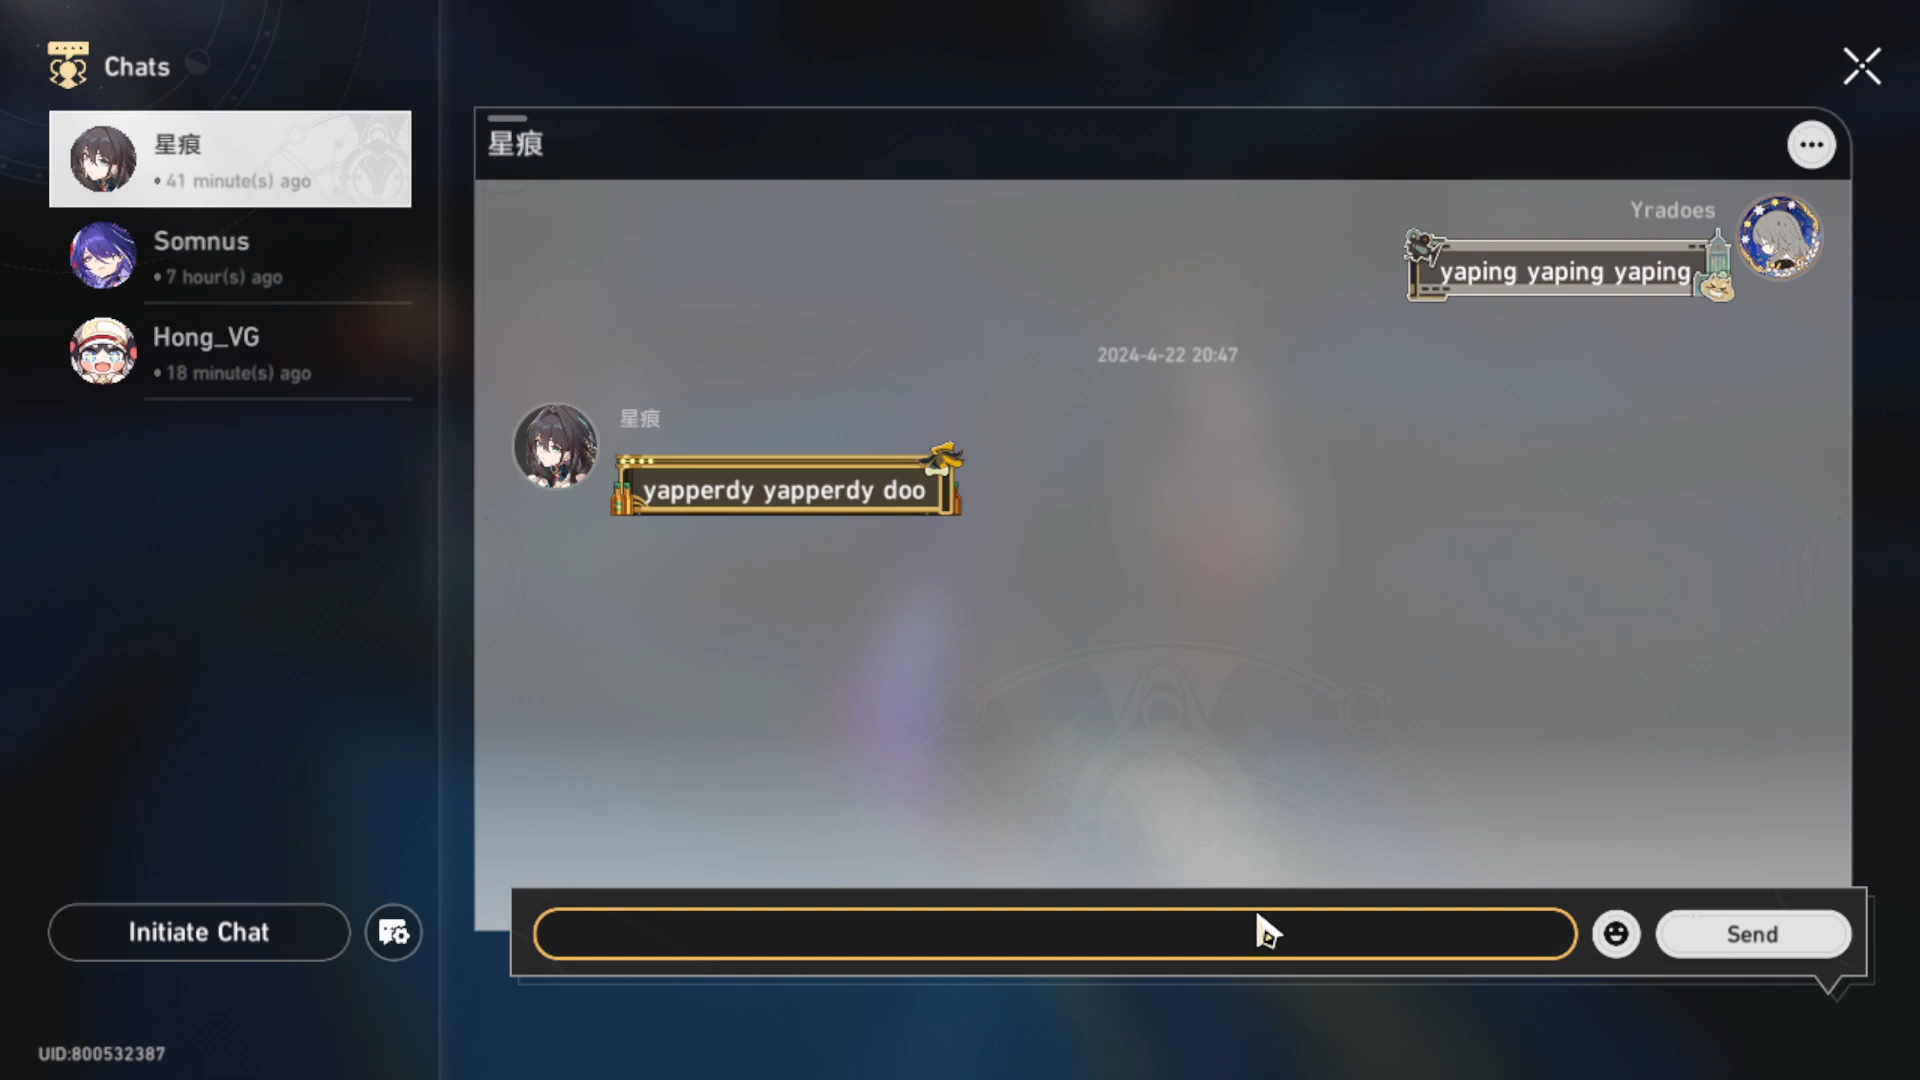 Chats
星痕
• 41 minute(s) ago
Somnus
• 7 hour(s) ago
Hong_VG
• 18 minute(s) ago
Initiate Chat
UID:800532387
星痕
Yradoes
yaping yaping yaping
2024-4-22 20:47
星痕
yapperdy yapperdy doo
Send